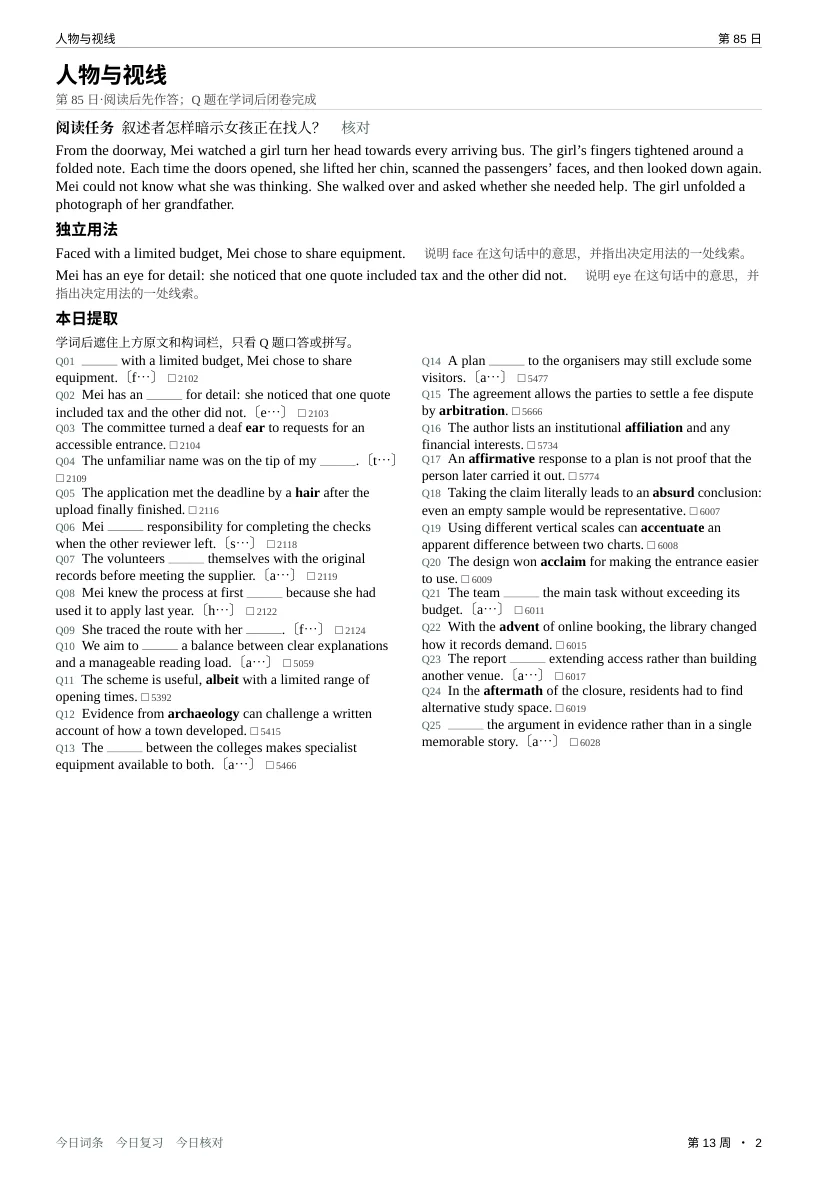 人物与视线 第 85 日
人物与视线
第 85 日·阅读后先作答；Q 题在学词后闭卷完成
阅读任务 叙述者怎样暗示女孩正在找人？ 核对
From the doorway, Mei watched a girl turn her head towards every arriving bus. The girl’s fingers tightened around a
folded note. Each time the doors opened, she lifted her chin, scanned the passengers’ faces, and then looked down again.
Mei could not know what she was thinking. She walked over and asked whether she needed help. The girl unfolded a
photograph of her grandfather.
独立用法
Faced with a limited budget, Mei chose to share equipment. 说明 face 在这句话中的意思，并指出决定用法的一处线索。
Mei has an eye for detail: she noticed that one quote included tax and the other did not. 说明 eye 在这句话中的意思，并
指出决定用法的一处线索。
本日提取
学词后遮住上方原文和构词栏，只看 Q 题口答或拼写。
Q01 _____ with a limited budget, Mei chose to share
equipment.〔f···〕 □ 2102
Q02 Mei has an _____ for detail: she noticed that one quote
included tax and the other did not.〔e···〕 □ 2103
Q03 The committee turned a deaf ear to requests for an
accessible entrance. □ 2104
Q04 The unfamiliar name was on the tip of my _____.〔t···〕
□ 2109
Q05 The application met the deadline by a hair after the
upload finally finished. □ 2116
Q06 Mei _____ responsibility for completing the checks
when the other reviewer left.〔s···〕 □ 2118
Q07 The volunteers _____ themselves with the original
records before meeting the supplier.〔a···〕 □ 2119
Q08 Mei knew the process at first _____ because she had
used it to apply last year.〔h···〕 □ 2122
Q09 She traced the route with her _____.〔f···〕 □ 2124
Q10 We aim to _____ a balance between clear explanations
and a manageable reading load.〔a···〕 □ 5059
Q11 The scheme is useful, albeit with a limited range of
opening times. □ 5392
Q12 Evidence from archaeology can challenge a written
account of how a town developed. □ 5415
Q13 The _____ between the colleges makes specialist
equipment available to both.〔a···〕 □ 5466
Q14 A plan _____ to the organisers may still exclude some
visitors.〔a···〕 □ 5477
Q15 The agreement allows the parties to settle a fee dispute
by arbitration. □ 5666
Q16 The author lists an institutional affiliation and any
financial interests. □ 5734
Q17 An affirmative response to a plan is not proof that the
person later carried it out. □ 5774
Q18 Taking the claim literally leads to an absurd conclusion:
even an empty sample would be representative. □ 6007
Q19 Using different vertical scales can accentuate an
apparent difference between two charts. □ 6008
Q20 The design won acclaim for making the entrance easier
to use. □ 6009
Q21 The team _____ the main task without exceeding its
budget.〔a···〕 □ 6011
Q22 With the advent of online booking, the library changed
how it records demand. □ 6015
Q23 The report _____ extending access rather than building
another venue.〔a···〕 □ 6017
Q24 In the aftermath of the closure, residents had to find
alternative study space. □ 6019
Q25 _____ the argument in evidence rather than in a single
memorable story.〔a···〕 □ 6028
今日词条 今日复习 今日核对 第 13 周 · 2